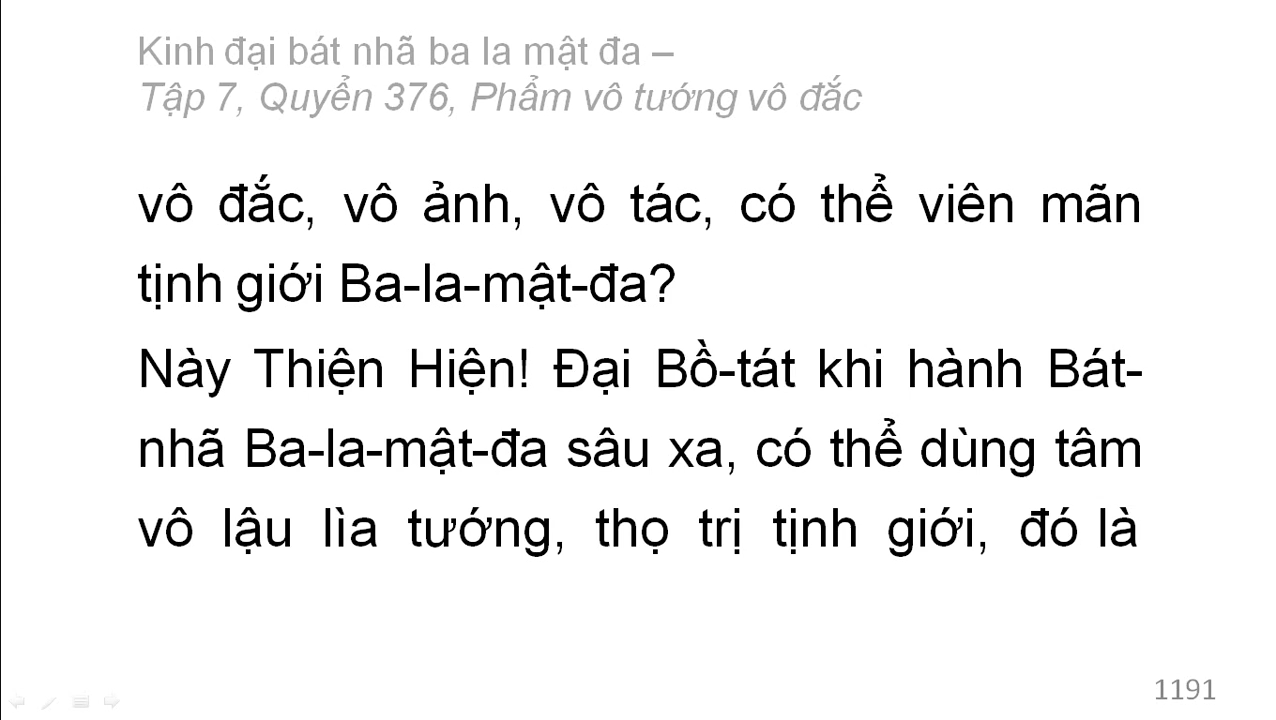 Kinh đại bát nhã ba la mật đa –
Tập 7, Quyển 376, Phẩm vô tướng vô đắc
vô đắc, vô ảnh, vô tác, có thể viên mãn
tịnh giới Ba-la-mật-đa?
Này Thiện Hiện! Đại Bồ-tát khi hành Bát-
nhã Ba-la-mật-đa sâu xa, có thể dùng tâm
vô lậu lìa tướng, thọ trị tịnh giới, đó là
1191